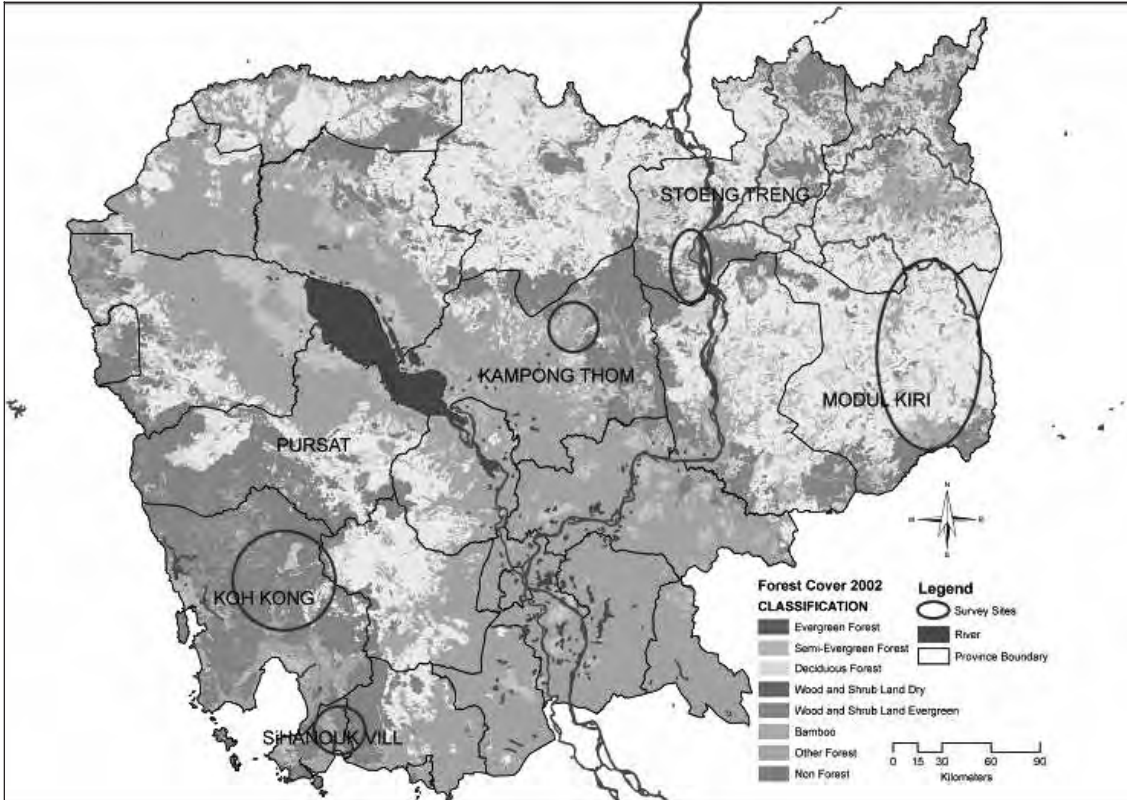 STOENG TRENG
KAMPONG THOM
MODUL KIRI
PURSAT
KOH KONG
SiHANOUK VILL
N
W E
S
Forest Cover 2002
CLASSIFICATION
Evergreen Forest
Semi-Evergreen Forest
Deciduous Forest
Wood and Shrub Land Dry
Wood and Shrub Land Evergreen
Bamboo
Other Forest
Non Forest
Legend
Survey Sites
River
Province Boundary
0 15 30 60 90
Kilometers